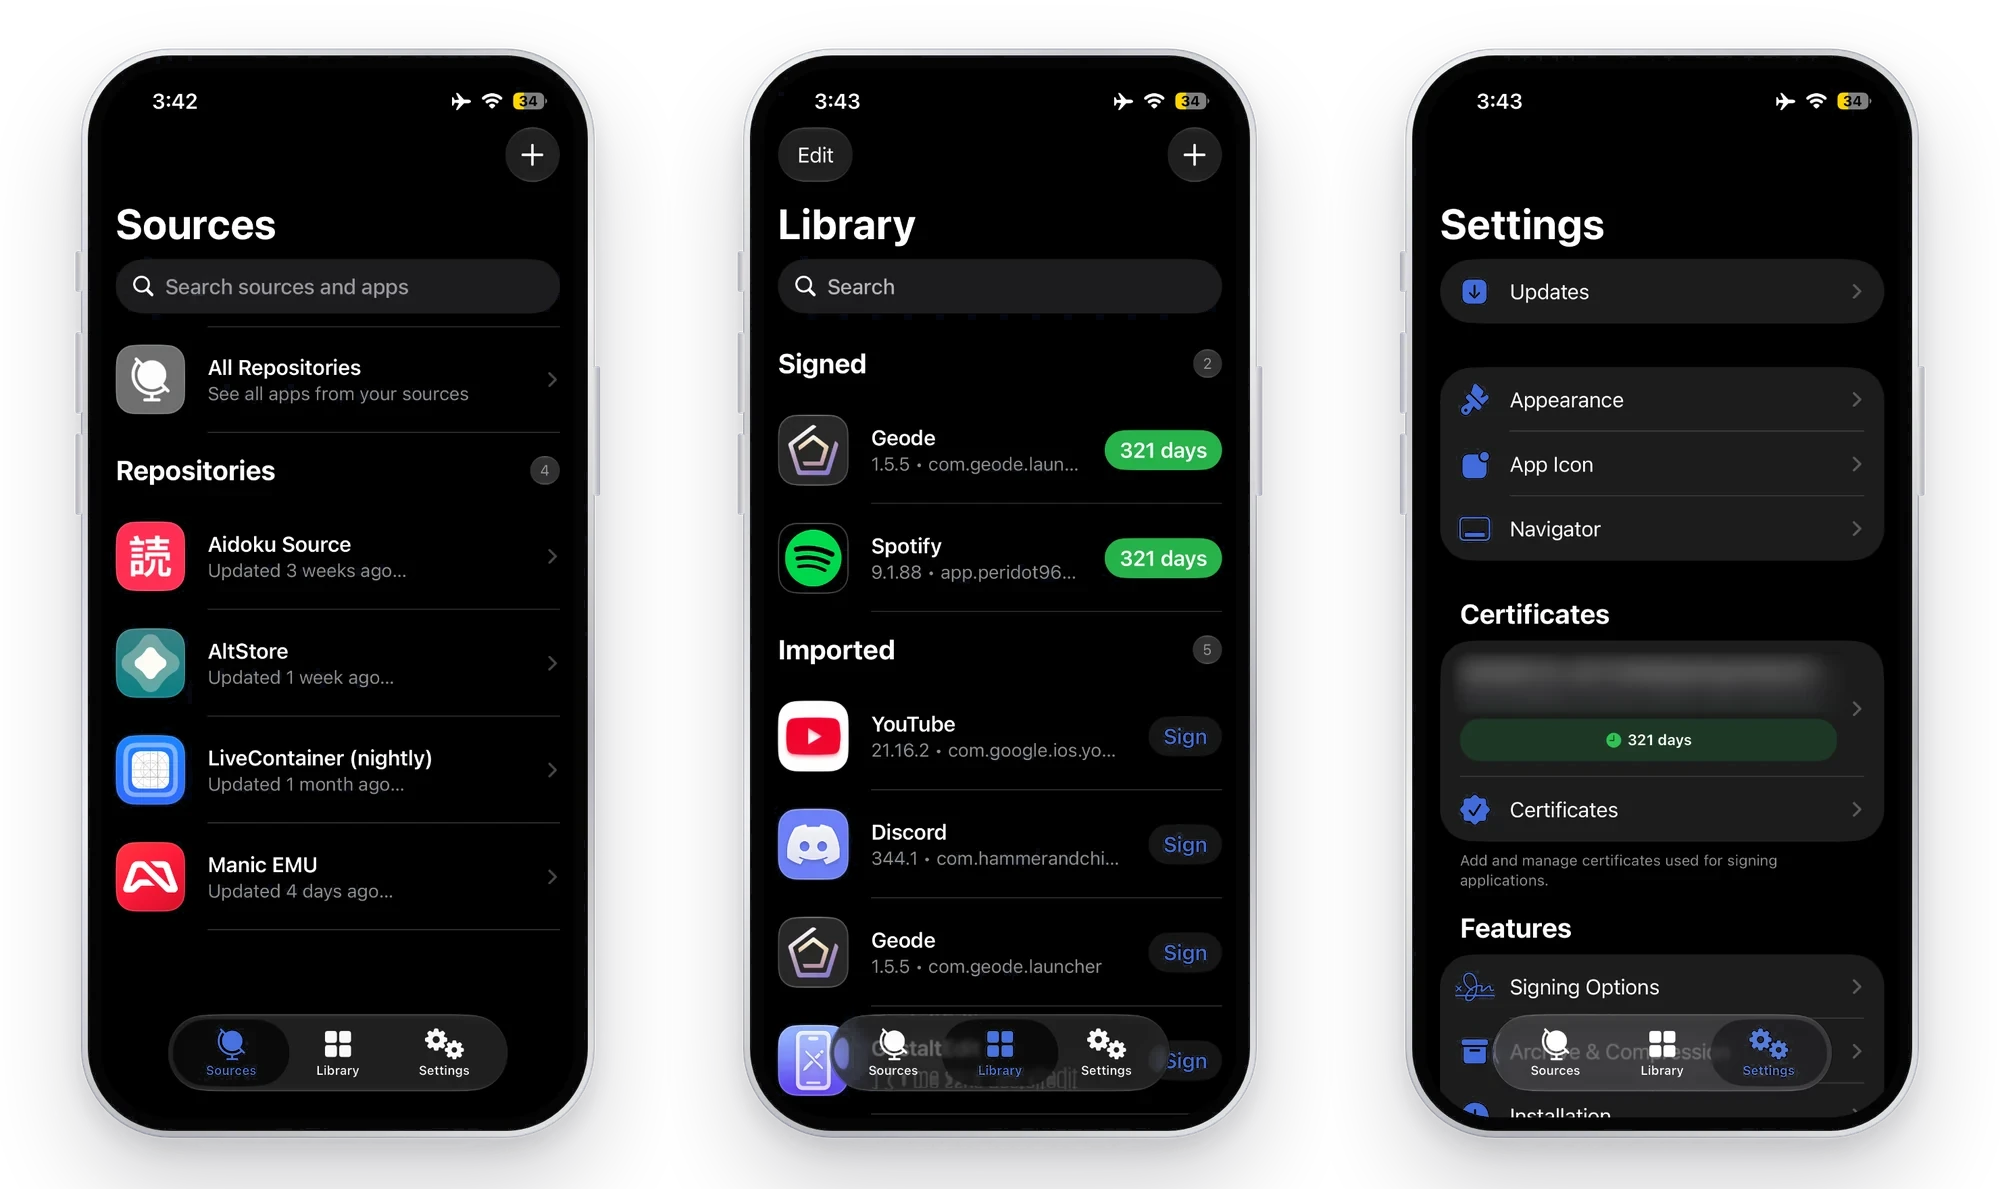 3:42
34
Sources
Search sources and apps
All Repositories
See all apps from your sources
Repositories
4
読
Aidoku Source
Updated 3 weeks ago...
AltStore
Updated 1 week ago...
LiveContainer (nightly)
Updated 1 month ago...
Manic EMU
Updated 4 days ago...
Sources
Library
Settings
3:43
34
Edit
Library
Search
Signed
2
Geode
1.5.5 • com.geode.laun...
321 days
Spotify
9.1.88 • app.peridot96...
321 days
Imported
5
YouTube
21.16.2 • com.google.ios.yo...
Sign
Discord
344.1 • com.hammerandchi...
Sign
Geode
1.5.5 • com.geode.launcher
Sign
Sign
Sources
Library
Settings
3:43
34
Settings
Updates
Appearance
App Icon
Navigator
Certificates
321 days
Certificates
Add and manage certificates used for signing
applications.
Features
Signing Options
Archive & Compression
Installation
Sources
Library
Settings